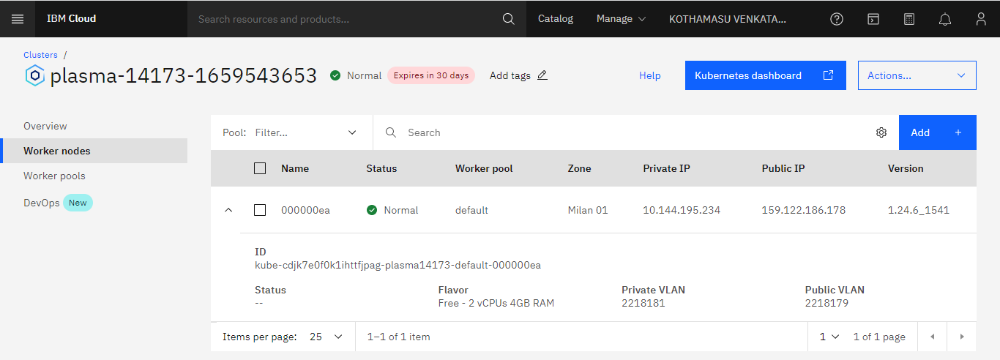 IBM Cloud
Search resources and products...
Catalog
Manage
KOTHAMASU VENKATA...
Clusters /
plasma-14173-1659543653
Normal
Expires in 30 days
Add tags
Help
Kubernetes dashboard
Actions...
Overview
Worker nodes
Worker pools
DevOps New
Pool: Filter...
Search
Add +
Name Status Worker pool Zone Private IP Public IP Version
000000ea Normal default Milan 01 10.144.195.234 159.122.186.178 1.24.6_1541
ID
kube-cdjk7e0f0k1ihttfjpag-plasma14173-default-000000ea
Status Flavor Private VLAN Public VLAN
-- Free - 2 vCPUs 4GB RAM 2218181 2218179
Items per page: 25 1–1 of 1 item 1 1 of 1 page